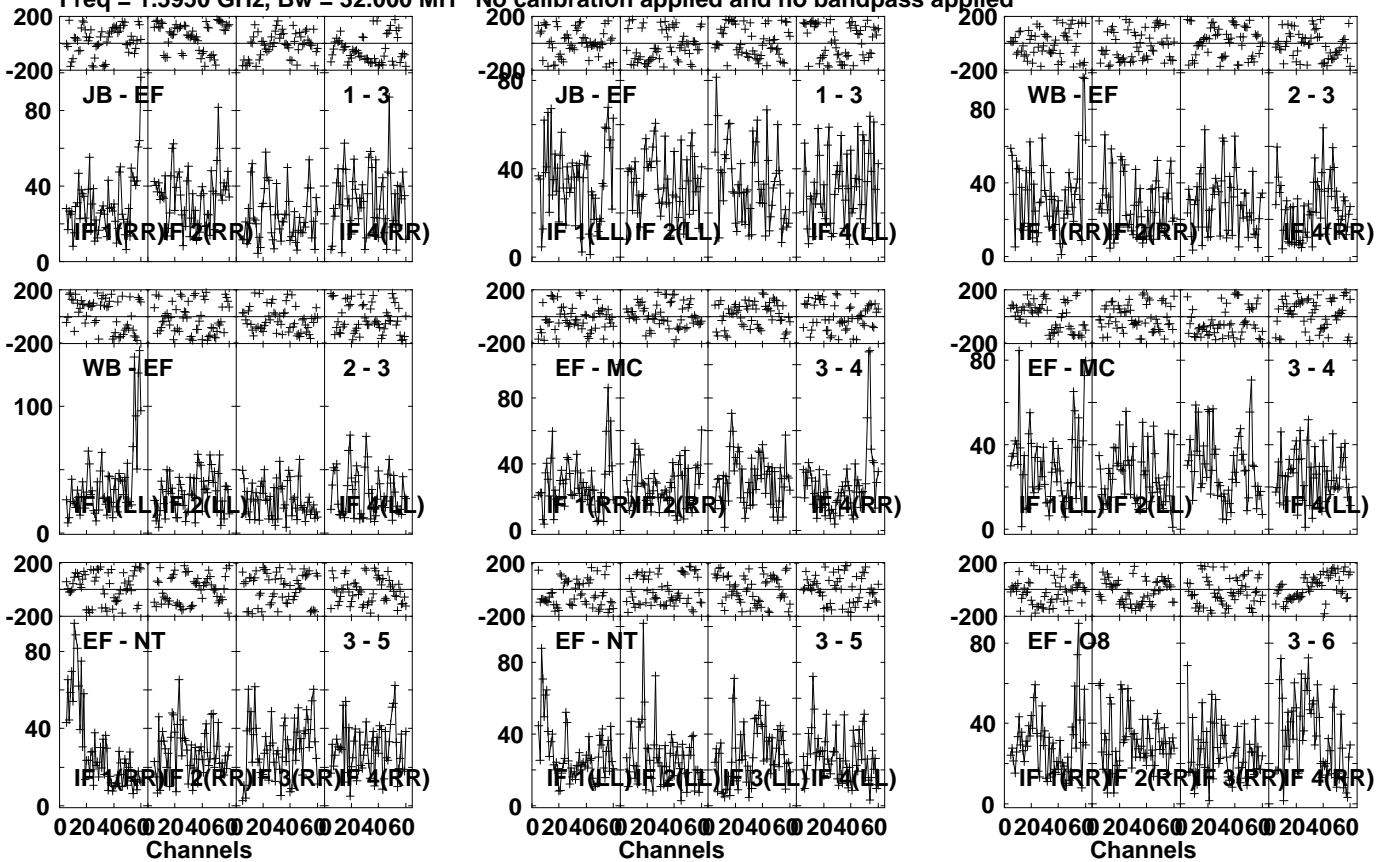 Freq = 1.5950 GHz, Bw = 32.000 MH No calibration applied and no bandpass applied
200 200 200
-200 -200 -200
JB - EF 1 - 3 JB - EF 1 - 3 WB - EF 2 - 3
80 80 80
40 40 40
IF 1(RR) IF 2(RR) IF 4(RR) IF 1(LL) IF 2(LL) IF 4(LL) IF 1(RR) IF 2(RR) IF 4(RR)
0 0 0
200 200 200
-200 -200 -200
WB - EF 2 - 3 EF - MC 3 - 4 EF - MC 3 - 4
100 80 80
40 40
IF 1(LL) IF 2(LL) IF 4(LL) IF 1(RR) IF 2(RR) IF 4(RR) IF 1(LL) IF 2(LL) IF 4(LL)
0 0 0
200 200 200
-200 -200 -200
EF - NT 3 - 5 EF - NT 3 - 5 EF - O8 3 - 6
80 80 80
40 40 40
IF 1(RR) IF 2(RR) IF 3(RR) IF 4(RR) IF 1(LL) IF 2(LL) IF 3(LL) IF 4(LL) IF 1(RR) IF 2(RR) IF 3(RR) IF 4(RR)
0 0 0
0 20 40 60 0 20 40 60 0 20 40 60 0 20 40 60 0 20 40 60 0 20 40 60 0 20 40 60 0 20 40 60 0 20 40 60 0 20 40 60 0 20 40 60 0 20 40 60
Channels Channels Channels